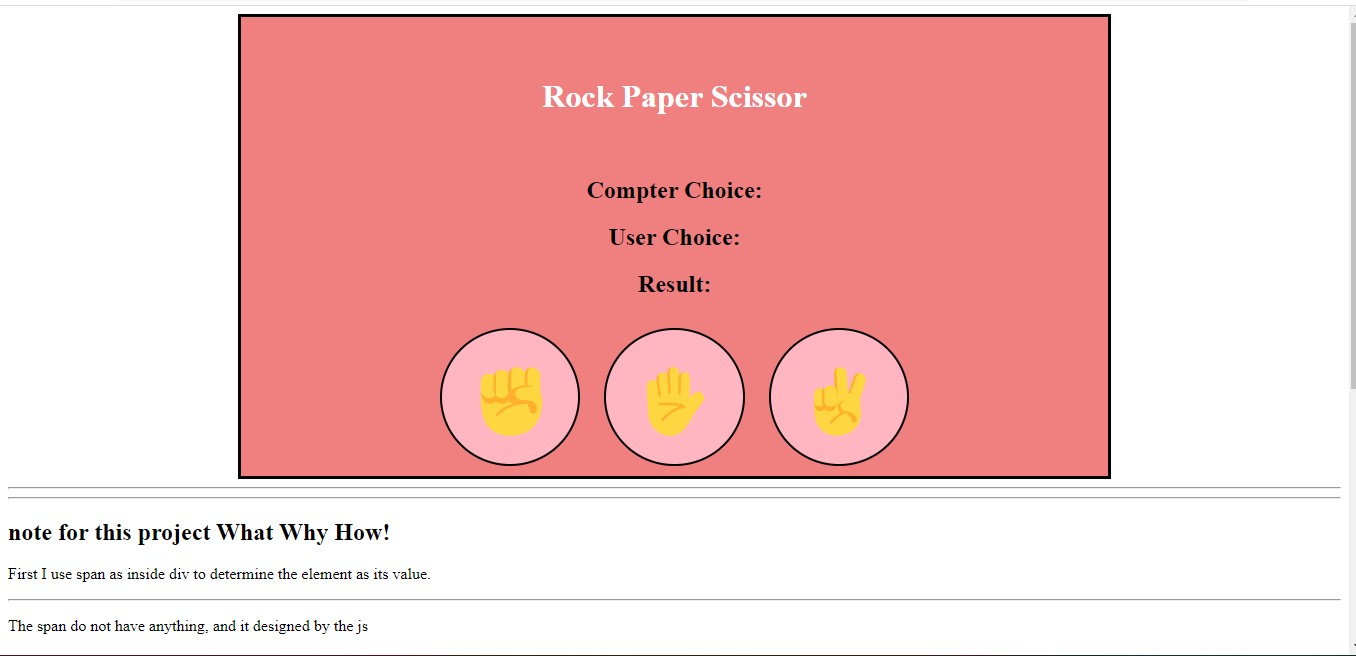 Rock Paper Scissor
Compter Choice:
User Choice:
Result:
note for this project What Why How!
First I use span as inside div to determine the element as its value.
The span do not have anything, and it designed by the js